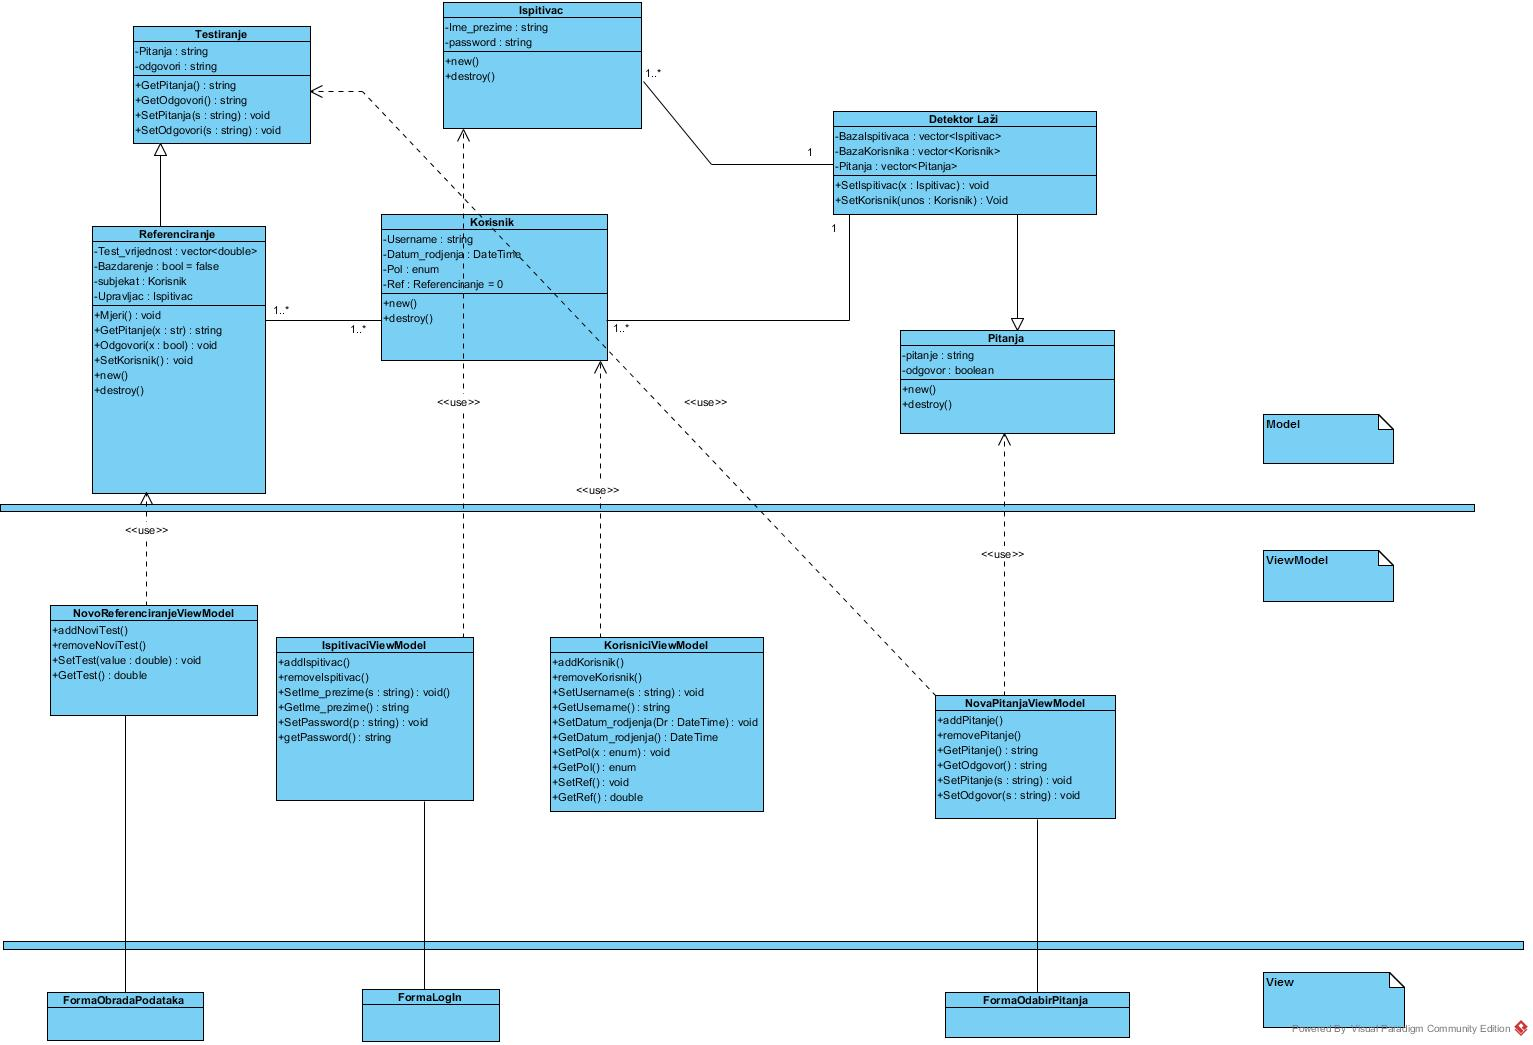 Testiranje
-Pitanja : string
-odgovori : string
+GetPitanja() : string
+GetOdgovori() : string
+SetPitanja(s : string) : void
+SetOdgovori(s : string) : void
Ispitivac
-Ime_prezime : string
-password : string
+new()
+destroy()
1..*
1
Detektor Laži
-BazaIspitivaca : vector<Ispitivac>
-BazaKorisnika : vector<Korisnik>
-Pitanja : vector<Pitanja>
+SetIspitivac(x : Ispitivac) : void
+SetKorisnik(unos : Korisnik) : Void
1
Referenciranje
-Test_vrijednost : vector<double>
-Bazdarenje : bool = false
-subjekat : Korisnik
-Upravljac : Ispitivac
+Mjeri() : void
+GetPitanje(x : str) : string
+Odgovori(x : bool) : void
+SetKorisnik() : void
+new()
+destroy()
1..*
1..*
Korisnik
-Username : string
-Datum_rodjenja : DateTime
-Pol : enum
-Ref : Referenciranje = 0
+new()
+destroy()
1..*
Pitanja
-pitanje : string
-odgovor : boolean
+new()
+destroy()
<<use>>
<<use>>
Model
<<use>>
<<use>>
<<use>>
ViewModel
NovoReferenciranjeViewModel
+addNoviTest()
+removeNoviTest()
+SetTest(value : double) : void
+GetTest() : double
IspitivaciViewModel
+addIspitivac()
+removeIspitivac()
+SetIme_prezime(s : string) : void()
+GetIme_prezime() : string
+SetPassword(p : string) : void
+getPassword() : string
KorisniciViewModel
+addKorisnik()
+removeKorisnik()
+SetUsername(s : string) : void
+GetUsername() : string
+SetDatum_rodjenja(Dr : DateTime) : void
+GetDatum_rodjenja() : DateTime
+SetPol(x : enum) : void
+GetPol() : enum
+SetRef() : void
+GetRef() : double
NovaPitanjaViewModel
+addPitanje()
+removePitanje()
+GetPitanje() : string
+GetOdgovor() : string
+SetPitanje(s : string) : void
+SetOdgovor(s : string) : void
FormaObradaPodataka
FormaLogIn
FormaOdabirPitanja
View
Powered By Visual Paradigm Community Edition